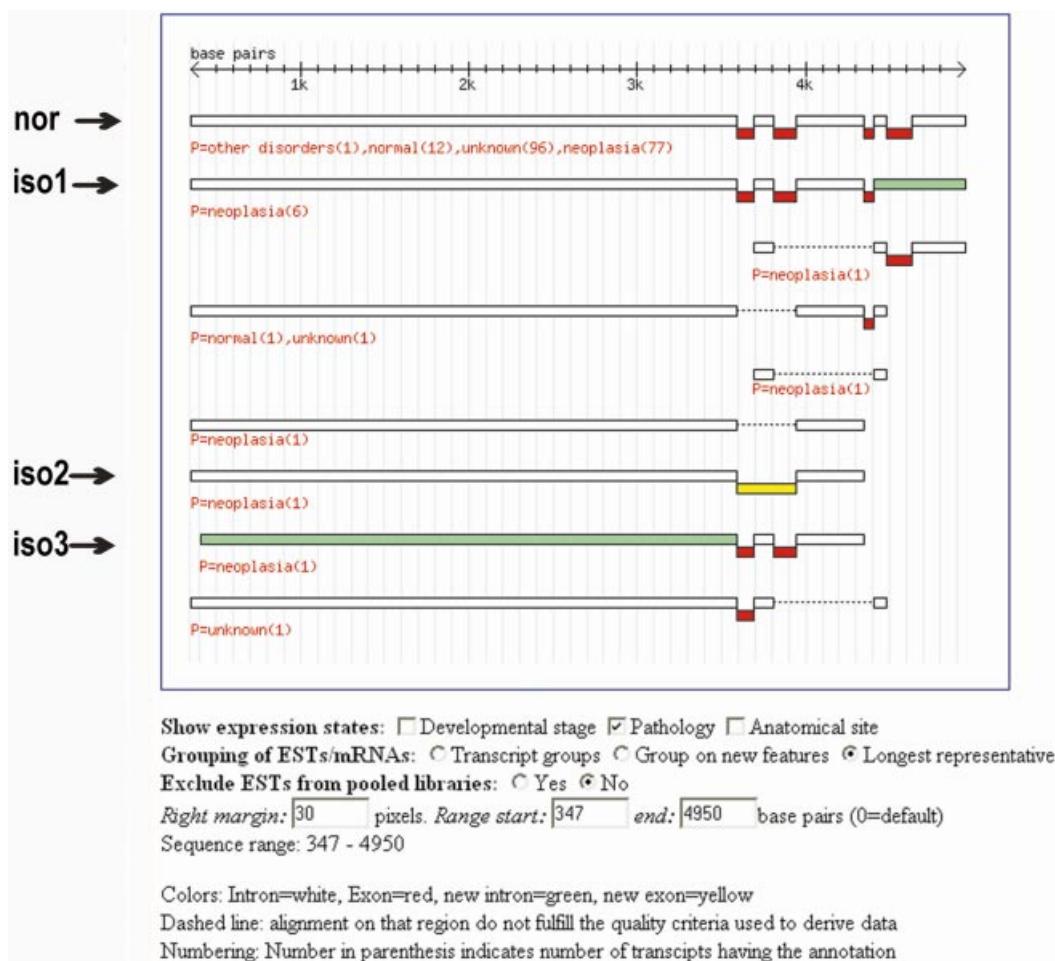 base pairs
1k 2k 3k 4k
nor
P=other disorders(1),normal(12),unknown(96),neoplasia(77)
iso1
P=neoplasia(6)
P=neoplasia(1)
P=normal(1),unknown(1)
P=neoplasia(1)
P=neoplasia(1)
iso2
P=neoplasia(1)
iso3
P=neoplasia(1)
P=unknown(1)
Show expression states: Developmental stage Pathology Anatomical site
Grouping of ESTs/mRNAs: Transcript groups Group on new features Longest representative
Exclude ESTs from pooled libraries: Yes No
Right margin: 30 pixels. Range start: 347 end: 4950 base pairs (0=default)
Sequence range: 347 - 4950
Colors: Intron=white, Exon=red, new intron=green, new exon=yellow
Dashed line: alignment on that region do not fulfill the quality criteria used to derive data
Numbering: Number in parenthesis indicates number of transcipts having the annotation